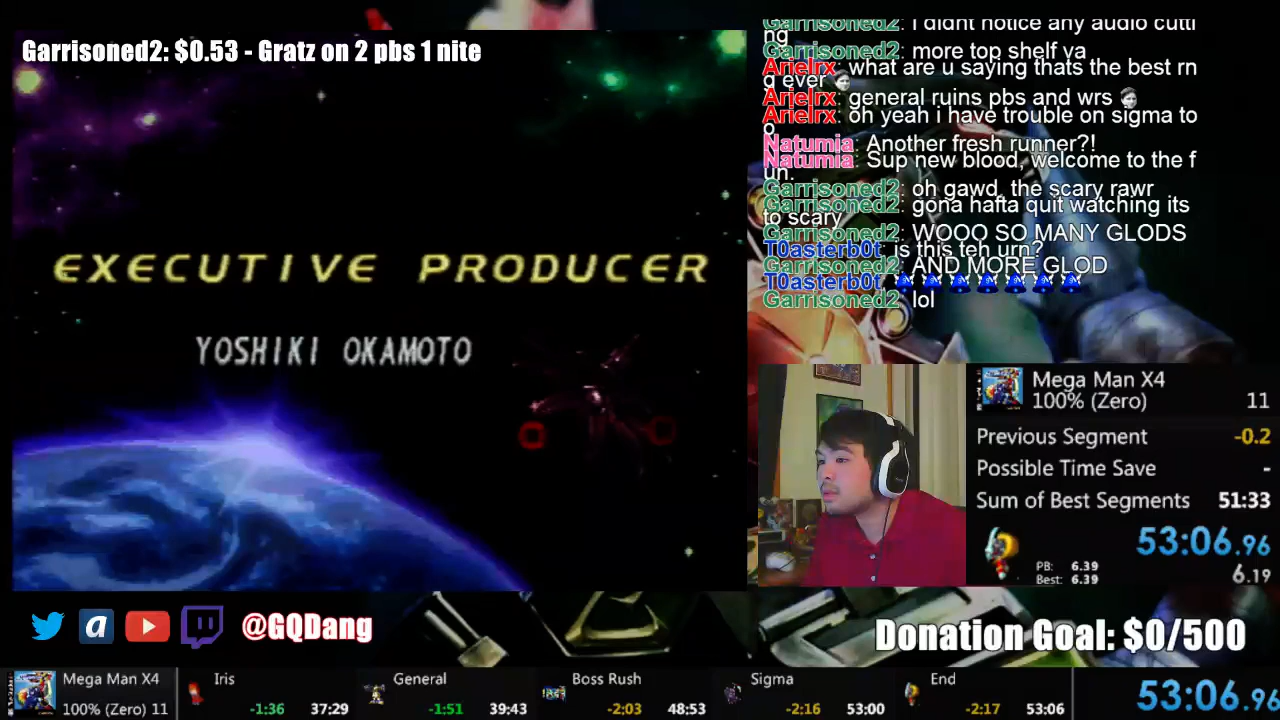 Garrisoned2: $0.53 - Gratz on 2 pbs 1 nite
EXECUTIVE PRODUCER
YOSHIKI OKAMOTO
@GQDang
Garrisoned2: I didnt notice any audio cutti
ng
Garrisoned2: more top shelf ya
Arielrx: what are u saying thats the best rn
g ever
Arielrx: general ruins pbs and wrs
Arielrx: oh yeah i have trouble on sigma to
o
Natumia: Another fresh runner?!
Natumia: Sup new blood, welcome to the f
un.
Garrisoned2: oh gawd, the scary rawr
Garrisoned2: gona hafta quit watching its
to scary
Garrisoned2: WOOO SO MANY GLODS
T0asterb0t: is this teh urn?
Garrisoned2: AND MORE GLOD
T0asterb0t:
Garrisoned2: lol
Mega Man X4
100% (Zero) 11
Previous Segment -0.2
Possible Time Save -
Sum of Best Segments 51:33
53:06.96
PB: 6.39
Best: 6.39
6.19
Donation Goal: $0/500
Mega Man X4
100% (Zero) 11
Iris
-1:36 37:29
General
-1:51 39:43
Boss Rush
-2:03 48:53
Sigma
-2:16 53:00
End
-2:17 53:06
53:06.96